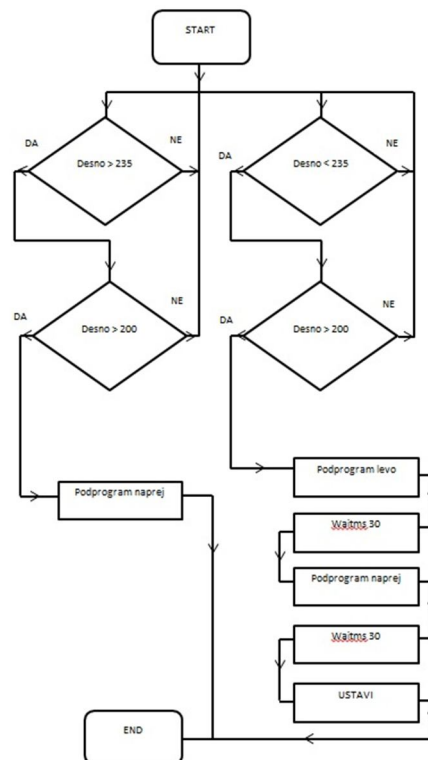 START
DA
NE
Desno > 235
DA
NE
Desno < 235
DA
NE
Desno > 200
DA
NE
Desno > 200
Podprogram naprej
Podprogram levo
Waitms 30
Podprogram naprej
Waitms 30
USTAVI
END